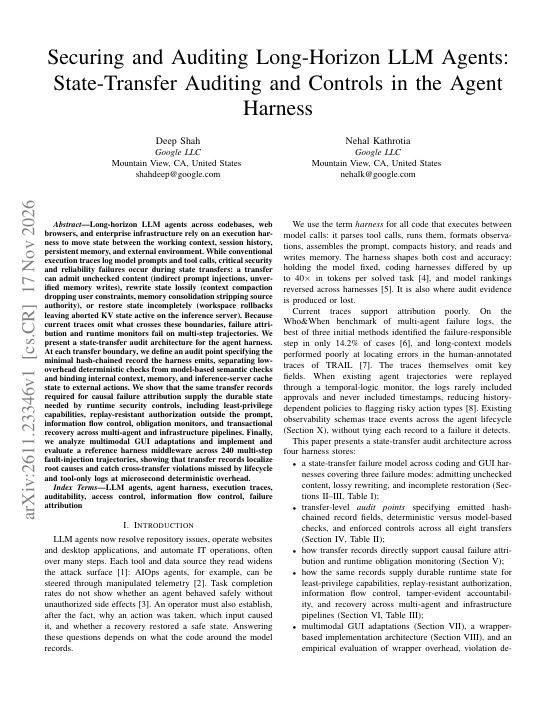 Securing and Auditing Long-Horizon LLM Agents:
State-Transfer Auditing and Controls in the Agent
Harness
Deep Shah
Google LLC
Mountain View, CA, United States
shahdeep@google.com
Nehal Kathrotia
Google LLC
Mountain View, CA, United States
nehalk@google.com
arXiv:2611.23346v1 [cs.CR] 17 Nov 2026
Abstract—Long-horizon LLM agents across codebases, web
browsers, and enterprise infrastructure rely on an execution har-
ness to move state between the working context, session history,
persistent memory, and external environment. While conventional
execution traces log model prompts and tool calls, critical security
and reliability failures occur during state transfers: a transfer
can admit unchecked content (indirect prompt injections, unver-
ified memory writes), rewrite state lossily (context compaction
dropping user constraints, memory consolidation stripping source
authority), or restore state incompletely (workspace rollbacks
leaving aborted KV state active on the inference server). Because
current traces omit what crosses these boundaries, failure attri-
bution and runtime monitors fail on multi-step trajectories. We
present a state-transfer audit architecture for the agent harness.
At each boundary, we define an audit point specifying the
minimal hash-chained record the harness emits, separating low-
overhead deterministic checks from model-based semantic checks
and binding internal context, memory, and inference-server cache
state to external actions. We show that the same transfer records
required for causal failure attribution supply the durable state
needed by runtime security controls, including least-privilege
capabilities, replay-resistant authorization outside the prompt,
information flow control, obligation monitors, and transactional
recovery across multi-agent and infrastructure pipelines. Finally,
we analyze multimodal GUI adaptations and implement and
evaluate a reference harness middleware across 240 multi-step
fault-injection trajectories, showing that transfer records localize
root causes and catch cross-transfer violations missed by lifecycle
and tool-only logs at microsecond deterministic overhead.
Index Terms—LLM agents, agent harness, execution traces,
auditability, access control, information flow control, failure
attribution
I. INTRODUCTION
LLM agents now resolve repository issues, operate websites
and desktop applications, and automate IT operations, often
over many steps. Each tool and data source they read widens
the attack surface [1]: AIOps agents, for example, can be
steered through manipulated telemetry [2]. Task completion
rates do not show whether an agent behaved safely without
unauthorized side effects [3]. An operator must also establish,
after the fact, why an action was taken, which input caused
it, and whether a recovery restored a safe state. Answering
these questions depends on what the code around the model
records.
We use the term harness for all code that executes between
model calls: it parses tool calls, runs them, formats observa-
tions, assembles the prompt, compacts history, and reads and
writes memory. The harness shapes both cost and accuracy:
holding the model fixed, coding harnesses differed by up
to 40× in tokens per solved task [4], and model rankings
reversed across harnesses [5]. It is also where audit evidence
is produced or lost.
Current traces support attribution poorly. On the
Who&When benchmark of multi-agent failure logs, the
best of three initial methods identified the failure-responsible
step in only 14.2% of cases [6], and long-context models
performed poorly at locating errors in the human-annotated
traces of TRAIL [7]. The traces themselves omit key
fields. When existing agent trajectories were replayed
through a temporal-logic monitor, the logs rarely included
approvals and never included timestamps, reducing history-
dependent policies to flagging risky action types [8]. Existing
observability schemas trace events across the agent lifecycle
(Section X), without tying each record to a failure it detects.
This paper presents a state-transfer audit architecture across
four harness stores:
• a state-transfer failure model across coding and GUI har-
nesses covering three failure modes: admitting unchecked
content, lossy rewriting, and incomplete restoration (Sec-
tions II–III, Table I);
• transfer-level audit points specifying emitted hash-
chained record fields, deterministic versus model-based
checks, and enforced controls across all eight transfers
(Section IV, Table II);
• how transfer records directly support causal failure attri-
bution and runtime obligation monitoring (Section V);
• how the same records supply durable runtime state for
least-privilege capabilities, replay-resistant authorization,
information flow control, tamper-evident accountabil-
ity, and recovery across multi-agent and infrastructure
pipelines (Section VI, Table III);
• multimodal GUI adaptations (Section VII), a wrapper-
based implementation architecture (Section VIII), and an
empirical evaluation of wrapper overhead, violation de-